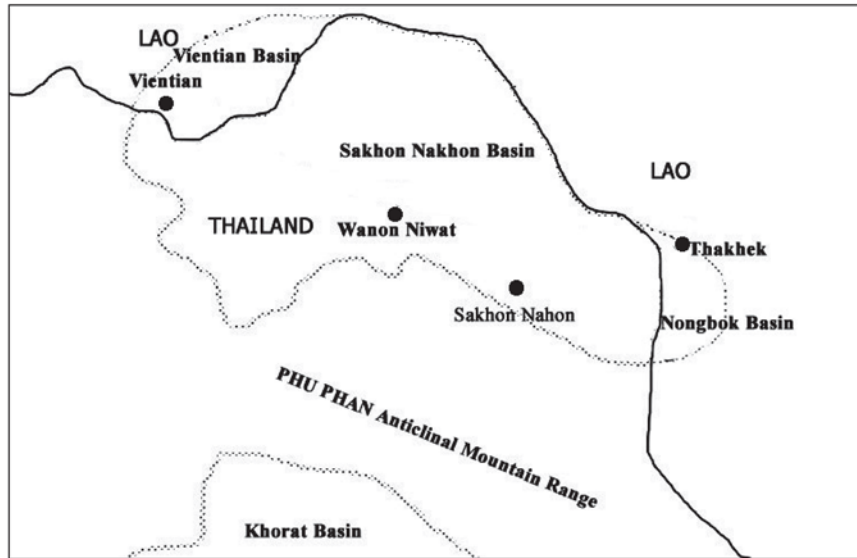 LAO
Vientian Basin
Vientian
Sakhon Nakhon Basin
LAO
THAILAND
Wanon Niwat
Thakhek
Sakhon Nahon
Nongbok Basin
PHU PHAN Anticlinal Mountain Range
Khorat Basin